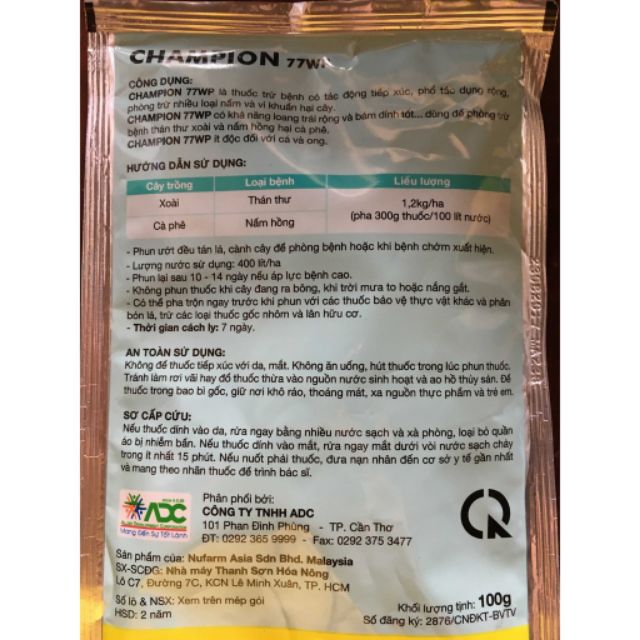 CHAMPION 77WP
CÔNG DỤNG:
CHAMPION 77WP là thuốc trừ bệnh có tác động tiếp xúc, phổ tác dụng rộng,
phòng trừ nhiều loại nấm và vi khuẩn hại cây.
CHAMPION 77WP có khả năng loang trải rộng và bám dính tốt... dùng để phòng trừ
bệnh thán thư xoài và nấm hồng hại cà phê.
CHAMPION 77WP ít độc đối với cá và ong.
HƯỚNG DẪN SỬ DỤNG:
Cây trồng Loại bệnh Liều lượng
Xoài Thán thư 1,2kg/ha
Cà phê Nấm hồng (pha 300g thuốc/100 lít nước)
- Phun ướt đều tán lá, cành cây để phòng bệnh hoặc khi bệnh chớm xuất hiện.
- Lượng nước sử dụng: 400 lít/ha
- Phun lại sau 10 - 14 ngày nếu áp lực bệnh cao.
- Không phun thuốc khi cây đang ra bông, khi trời mưa to hoặc nắng gắt.
- Có thể pha trộn ngay trước khi phun với các thuốc bảo vệ thực vật khác và phân
bón lá, trừ các loại thuốc gốc nhôm và lân hữu cơ.
- Thời gian cách ly: 7 ngày.
AN TOÀN SỬ DỤNG:
Không để thuốc tiếp xúc với da, mắt. Không ăn uống, hút thuốc trong lúc phun thuốc.
Tránh làm rơi vãi hay đổ thuốc thừa vào nguồn nước sinh hoạt và ao hồ thủy sản. Để
thuốc trong bao bì gốc, giữ nơi khô ráo, thoáng mát, xa nguồn thực phẩm và trẻ em.
SƠ CẤP CỨU:
Nếu thuốc dính vào da, rửa ngay bằng nhiều nước sạch và xà phòng, loại bỏ quần
áo bị nhiễm bẩn. Nếu thuốc dính vào mắt, rửa ngay mắt dưới vòi nước sạch chảy
trong ít nhất 15 phút. Nếu nuốt phải thuốc, đưa nạn nhân đến cơ sở y tế gần nhất
và mang theo nhãn thuốc để trình bác sĩ.
ADC
Mang Đến Sự Tốt Lành
Phân phối bởi:
CÔNG TY TNHH ADC
101 Phan Đình Phùng - TP. Cần Thơ
ĐT: 0292 365 9999 - Fax: 0292 375 3477
Sản phẩm của: Nufarm Asia Sdn Bhd. Malaysia
SX-SCĐG: Nhà máy Thanh Sơn Hóa Nông
Lô C7, Đường 7C, KCN Lê Minh Xuân, TP. HCM
Số lô & NSX: Xem trên mép gói
HSD: 2 năm
Khối lượng tịnh: 100g
Số đăng ký: 2876/CNĐKT-BVTV